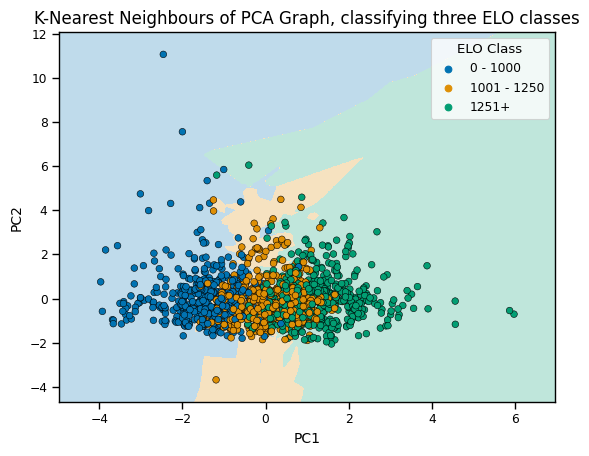 K-Nearest Neighbours of PCA Graph, classifying three ELO classes
12
10
8
6
4
2
0
−2
−4
PC2
ELO Class
0 - 1000
1001 - 1250
1251+
−4 −2 0 2 4 6
PC1